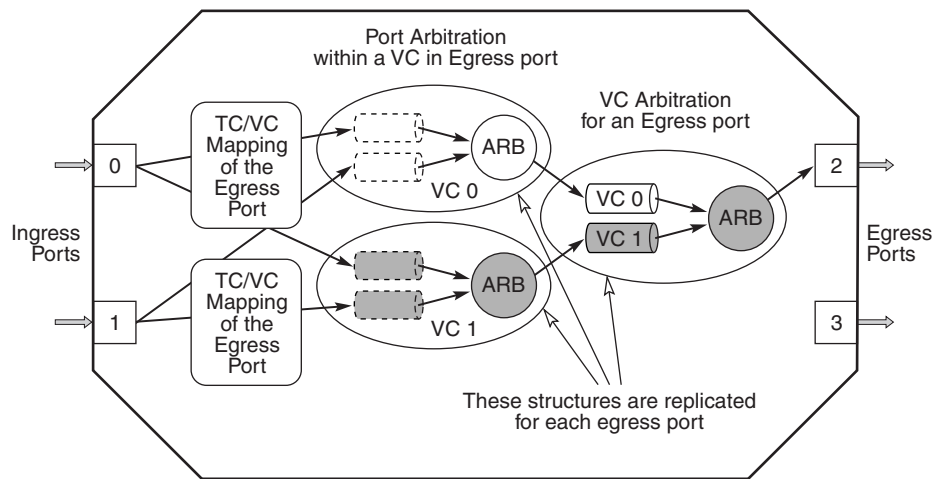 Port Arbitration
within a VC in Egress port
VC Arbitration
for an Egress port
TC/VC
Mapping
of the
Egress
Port
ARB
VC 0
0
2
VC 0
ARB
VC 1
Ingress
Ports
Egress
Ports
TC/VC
Mapping
of the
Egress
Port
ARB
VC 1
1
3
These structures are replicated
for each egress port